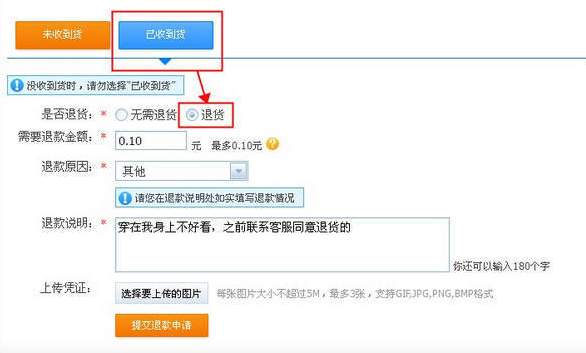 未收到货 已收到货
没收到货时，请勿选择"已收到货"
是否退货：* 无需退货 退货
需要退款金额：* 0.10 元 最多0.10元
退款原因：* 其他
请您在退款说明处如实填写退款情况
退款说明：* 穿在我身上不好看，之前联系客服同意退货的
你还可以输入180个字
上传凭证： 选择要上传的图片 每张图片大小不超过5M，最多3张，支持GIF,JPG,PNG,BMP格式
提交退款申请